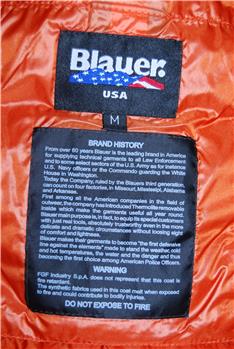 Blauer.
USA
M
BRAND HISTORY
From over 60 years Blauer is the leading brand in America
for supplying technical garments to all Law Enforcement
and to some select sectors of the U.S. Army as for instance
U.S. Navy officers or the Commando guarding the White
House in Washington.
Today the Company, ruled by the Blauers third generation,
can count on four factories, in Missouri, Mississipi, Alabama
and Arkansas.
First among all the American companies in the field of
outwear, the company has introduced Thermolite removable
inside which make the garments useful all year round.
Blauer main purpose is, in fact, to equip its special customers
with just real tools, absolutely trustworthy even in the more
delicate and dramatic circumstances without loosing sight
of comfort and lightness.
Blauer makes their garments to become "the first defensive
line against the elements" made to stand the weather, cold
and hot temperatures, the water and the danger and thus
becoming the first choice among American Police Officers.
WARNING
FGF Industry S.p.A. does not represent that this coat is
fire retardant.
The synthetic fabrics used in this coat melt when exposed
to fire and could contribute to bodily injuries.
DO NOT EXPOSE TO FIRE